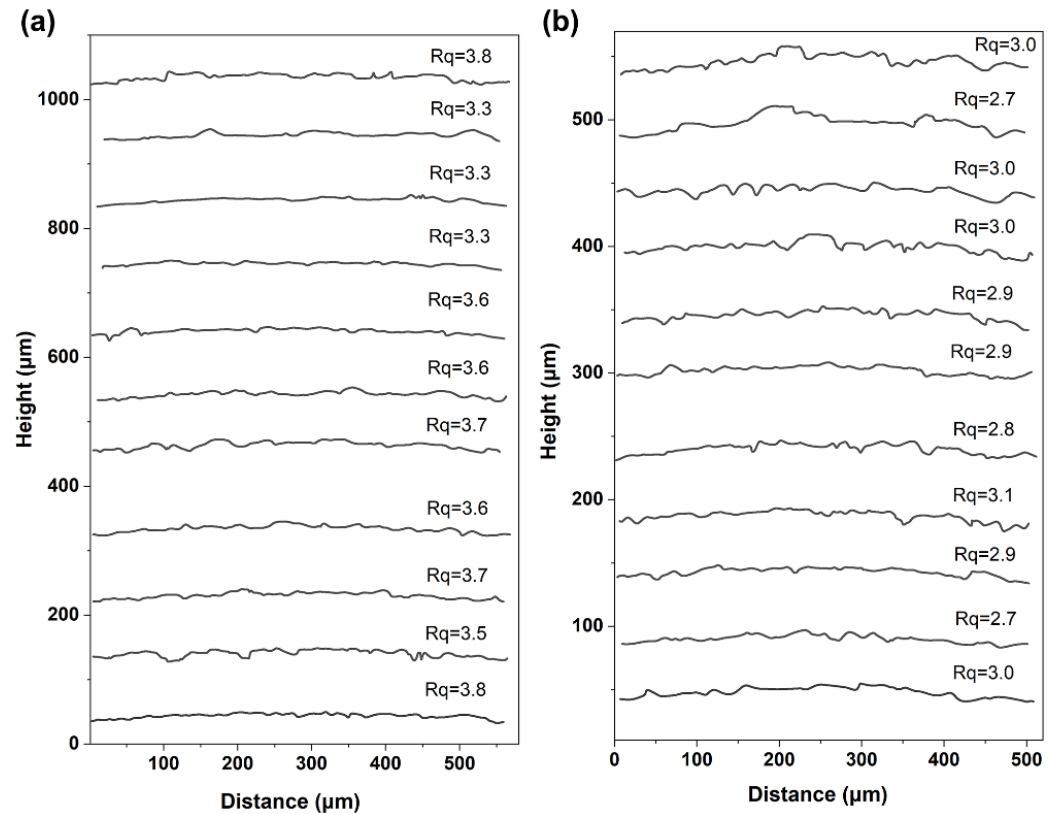 (a)
Rq=3.8
Rq=3.3
Rq=3.3
Rq=3.3
Rq=3.6
Rq=3.6
Rq=3.7
Rq=3.6
Rq=3.7
Rq=3.5
Rq=3.8
1000
800
600
400
200
0
Height (μm)
100 200 300 400 500
Distance (μm)
(b)
Rq=3.0
Rq=2.7
Rq=3.0
Rq=3.0
Rq=2.9
Rq=2.9
Rq=2.8
Rq=3.1
Rq=2.9
Rq=2.7
Rq=3.0
500
400
300
200
100
Height (μm)
0 100 200 300 400 500
Distance (μm)